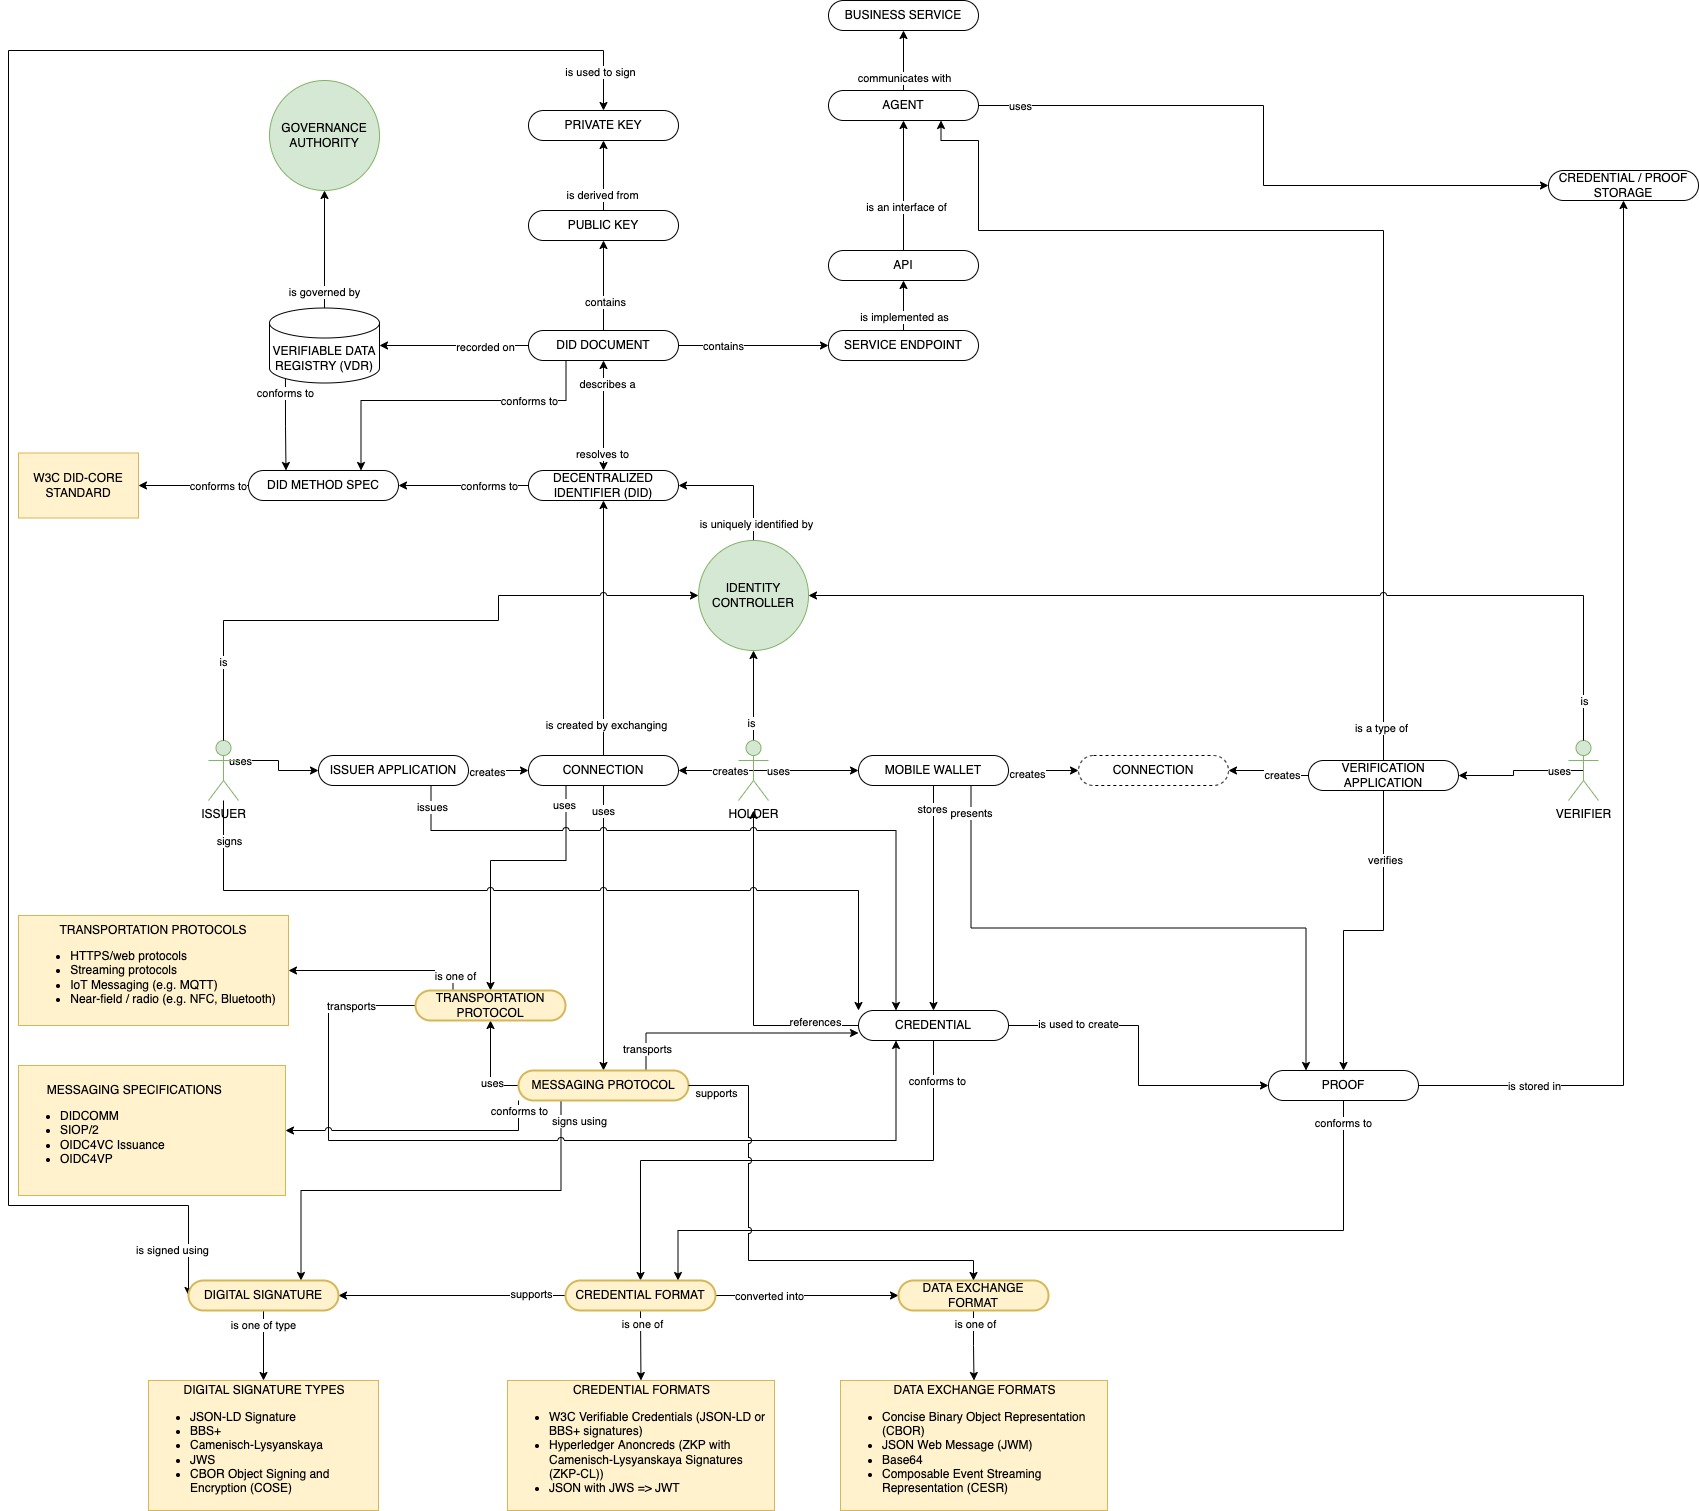 BUSINESS SERVICE
communicates with
is used to sign
AGENT
uses
PRIVATE KEY
GOVERNANCE
AUTHORITY
CREDENTIAL / PROOF
STORAGE
is derived from
is an interface of
PUBLIC KEY
API
is governed by
contains
is implemented as
VERIFIABLE DATA
REGISTRY (VDR)
recorded on
DID DOCUMENT
contains
SERVICE ENDPOINT
describes a
conforms to
conforms to
resolves to
W3C DID-CORE
STANDARD
conforms to
DID METHOD SPEC
conforms to
DECENTRALIZED
IDENTIFIER (DID)
is uniquely identified by
IDENTITY
CONTROLLER
is
is
is created by exchanging
is
is a type of
uses
ISSUER APPLICATION
creates
CONNECTION
creates
uses
MOBILE WALLET
creates
CONNECTION
creates
VERIFICATION
APPLICATION
uses
ISSUER
issues
uses
uses
HOLDER
stores
presents
VERIFIER
signs
verifies
TRANSPORTATION PROTOCOLS
HTTPS/web protocols
Streaming protocols
IoT Messaging (e.g. MQTT)
Near-field / radio (e.g. NFC, Bluetooth)
is one of
transports
TRANSPORTATION
PROTOCOL
references
CREDENTIAL
is used to create
transports
MESSAGING SPECIFICATIONS
DIDCOMM
SIOP/2
OIDC4VC Issuance
OIDC4VP
uses
MESSAGING PROTOCOL
supports
conforms to
PROOF
is stored in
conforms to
signs using
conforms to
is signed using
DIGITAL SIGNATURE
supports
CREDENTIAL FORMAT
converted into
DATA EXCHANGE
FORMAT
is one of type
is one of
is one of
DIGITAL SIGNATURE TYPES
JSON-LD Signature
BBS+
Camenisch-Lysyanskaya
JWS
CBOR Object Signing and
Encryption (COSE)
CREDENTIAL FORMATS
W3C Verifiable Credentials (JSON-LD or
BBS+ signatures)
Hyperledger Anoncreds (ZKP with
Camenisch-Lysyanskaya Signatures
(ZKP-CL))
JSON with JWS => JWT
DATA EXCHANGE FORMATS
Concise Binary Object Representation
(CBOR)
JSON Web Message (JWM)
Base64
Composable Event Streaming
Representation (CESR)